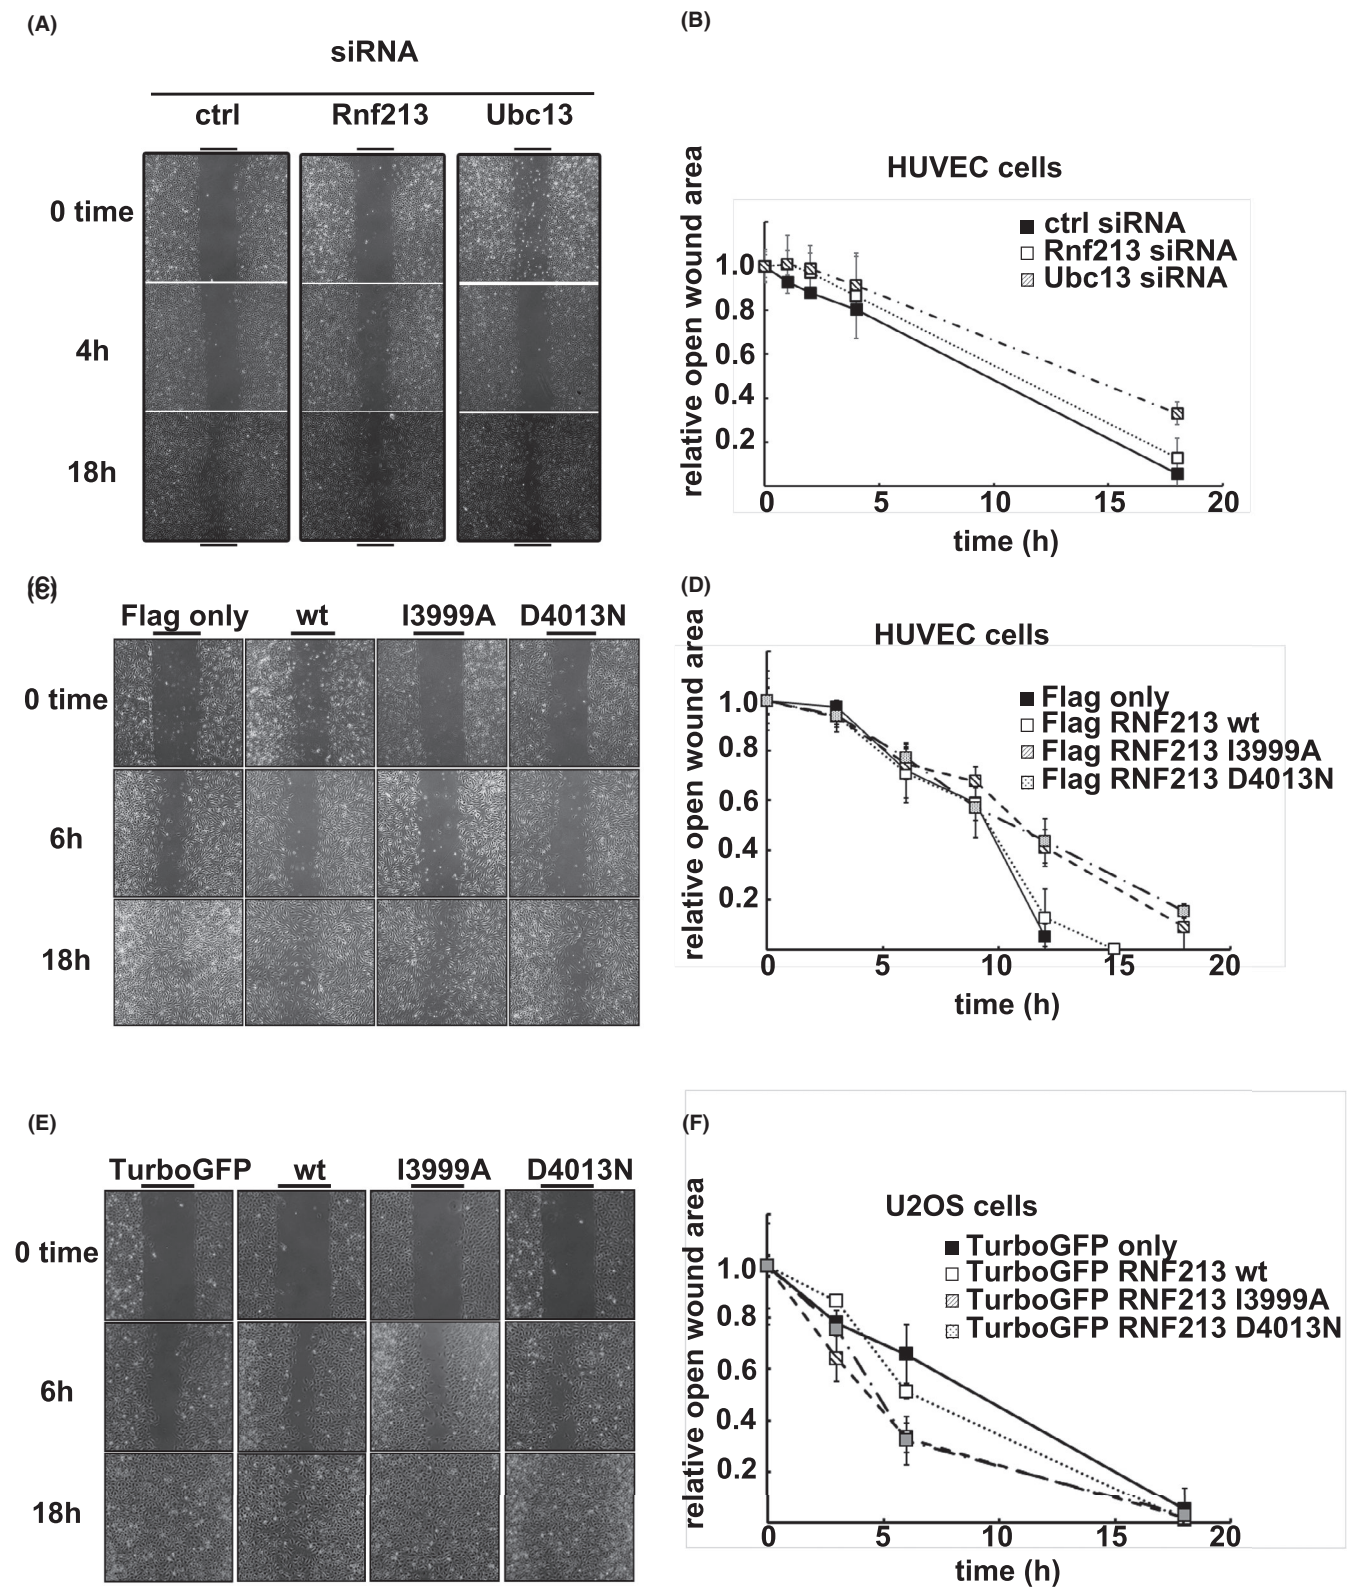 (A)
siRNA
ctrl Rnf213 Ubc13
0 time
4h
18h
(B)
HUVEC cells
relative open wound area
ctrl siRNA
Rnf213 siRNA
Ubc13 siRNA
1.0
0.8
0.6
0.4
0.2
0 5 10 15 20
time (h)
(C)
Flag only wt I3999A D4013N
0 time
6h
18h
(D)
HUVEC cells
relative open wound area
Flag only
Flag RNF213 wt
Flag RNF213 I3999A
Flag RNF213 D4013N
1.0
0.8
0.6
0.4
0.2
0 5 10 15 20
time (h)
(E)
TurboGFP wt I3999A D4013N
0 time
6h
18h
(F)
U2OS cells
relative open wound area
TurboGFP only
TurboGFP RNF213 wt
TurboGFP RNF213 I3999A
TurboGFP RNF213 D4013N
1.0
0.8
0.6
0.4
0.2
0 5 10 15 20
time (h)